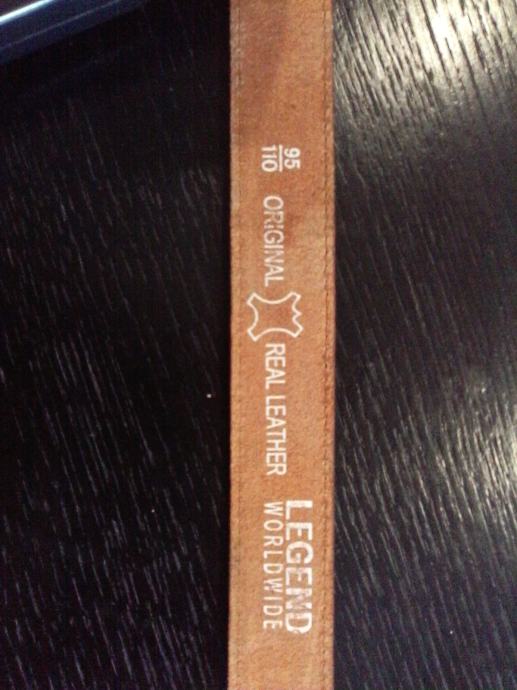 95
110
ORIGINAL
REAL LEATHER
LEGEND
WORLDWIDE